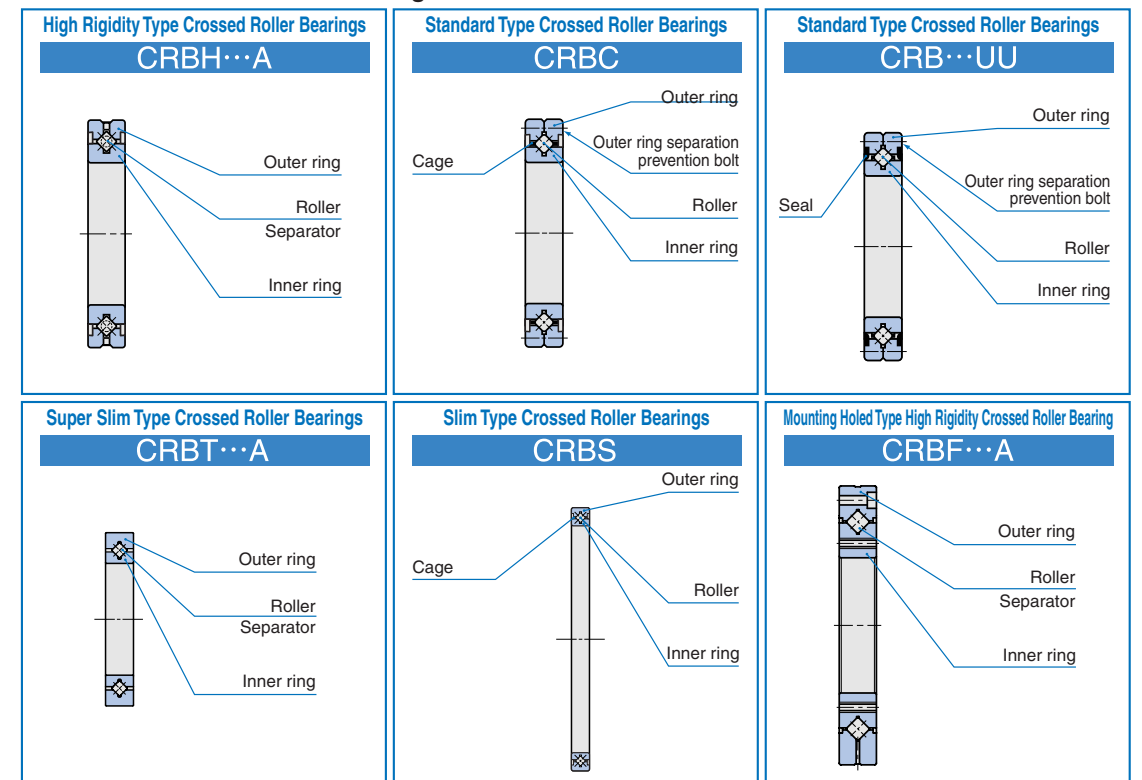 High Rigidity Type Crossed Roller Bearings
CRBH···A
Outer ring
Roller
Separator
Inner ring
Standard Type Crossed Roller Bearings
CRBC
Outer ring
Cage
Outer ring separation
prevention bolt
Roller
Inner ring
Standard Type Crossed Roller Bearings
CRB···UU
Outer ring
Outer ring separation
prevention bolt
Seal
Roller
Inner ring
Super Slim Type Crossed Roller Bearings
CRBT···A
Outer ring
Roller
Separator
Inner ring
Slim Type Crossed Roller Bearings
CRBS
Outer ring
Cage
Roller
Inner ring
Mounting Holed Type High Rigidity Crossed Roller Bearing
CRBF···A
Outer ring
Roller
Separator
Inner ring